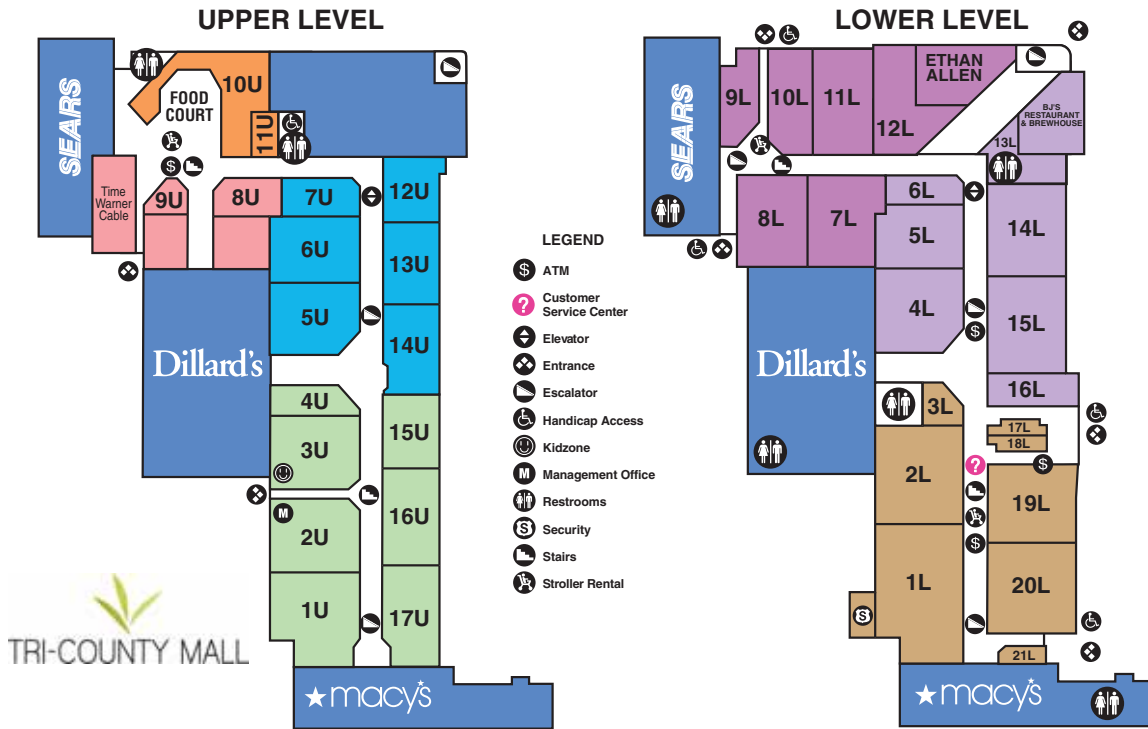 UPPER LEVEL
SEARS
10U
FOOD
COURT
11U
$
Time
Warner
Cable
9U
8U
7U
12U
6U
13U
5U
14U
Dillard's
4U
3U
15U
M
2U
16U
1U
17U
macy's
TRI-COUNTY MALL
LEGEND
$ ATM
? Customer
Service Center
Elevator
Entrance
Escalator
Handicap Access
Kidzone
M Management Office
Restrooms
S Security
Stairs
Stroller Rental
LOWER LEVEL
SEARS
9L
10L
11L
12L
ETHAN
ALLEN
BJ'S
RESTAURANT
& BREWHOUSE
13L
8L
7L
6L
5L
14L
4L
$
15L
Dillard's
16L
3L
17L
18L
?
$
2L
19L
$
1L
20L
S
21L
macy's